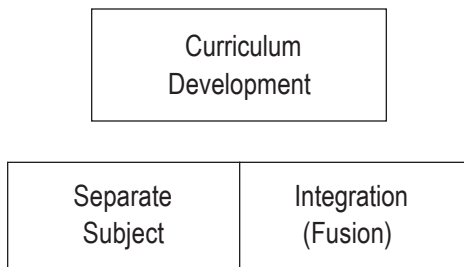 Curriculum
Development
Separate
Subject
Integration
(Fusion)